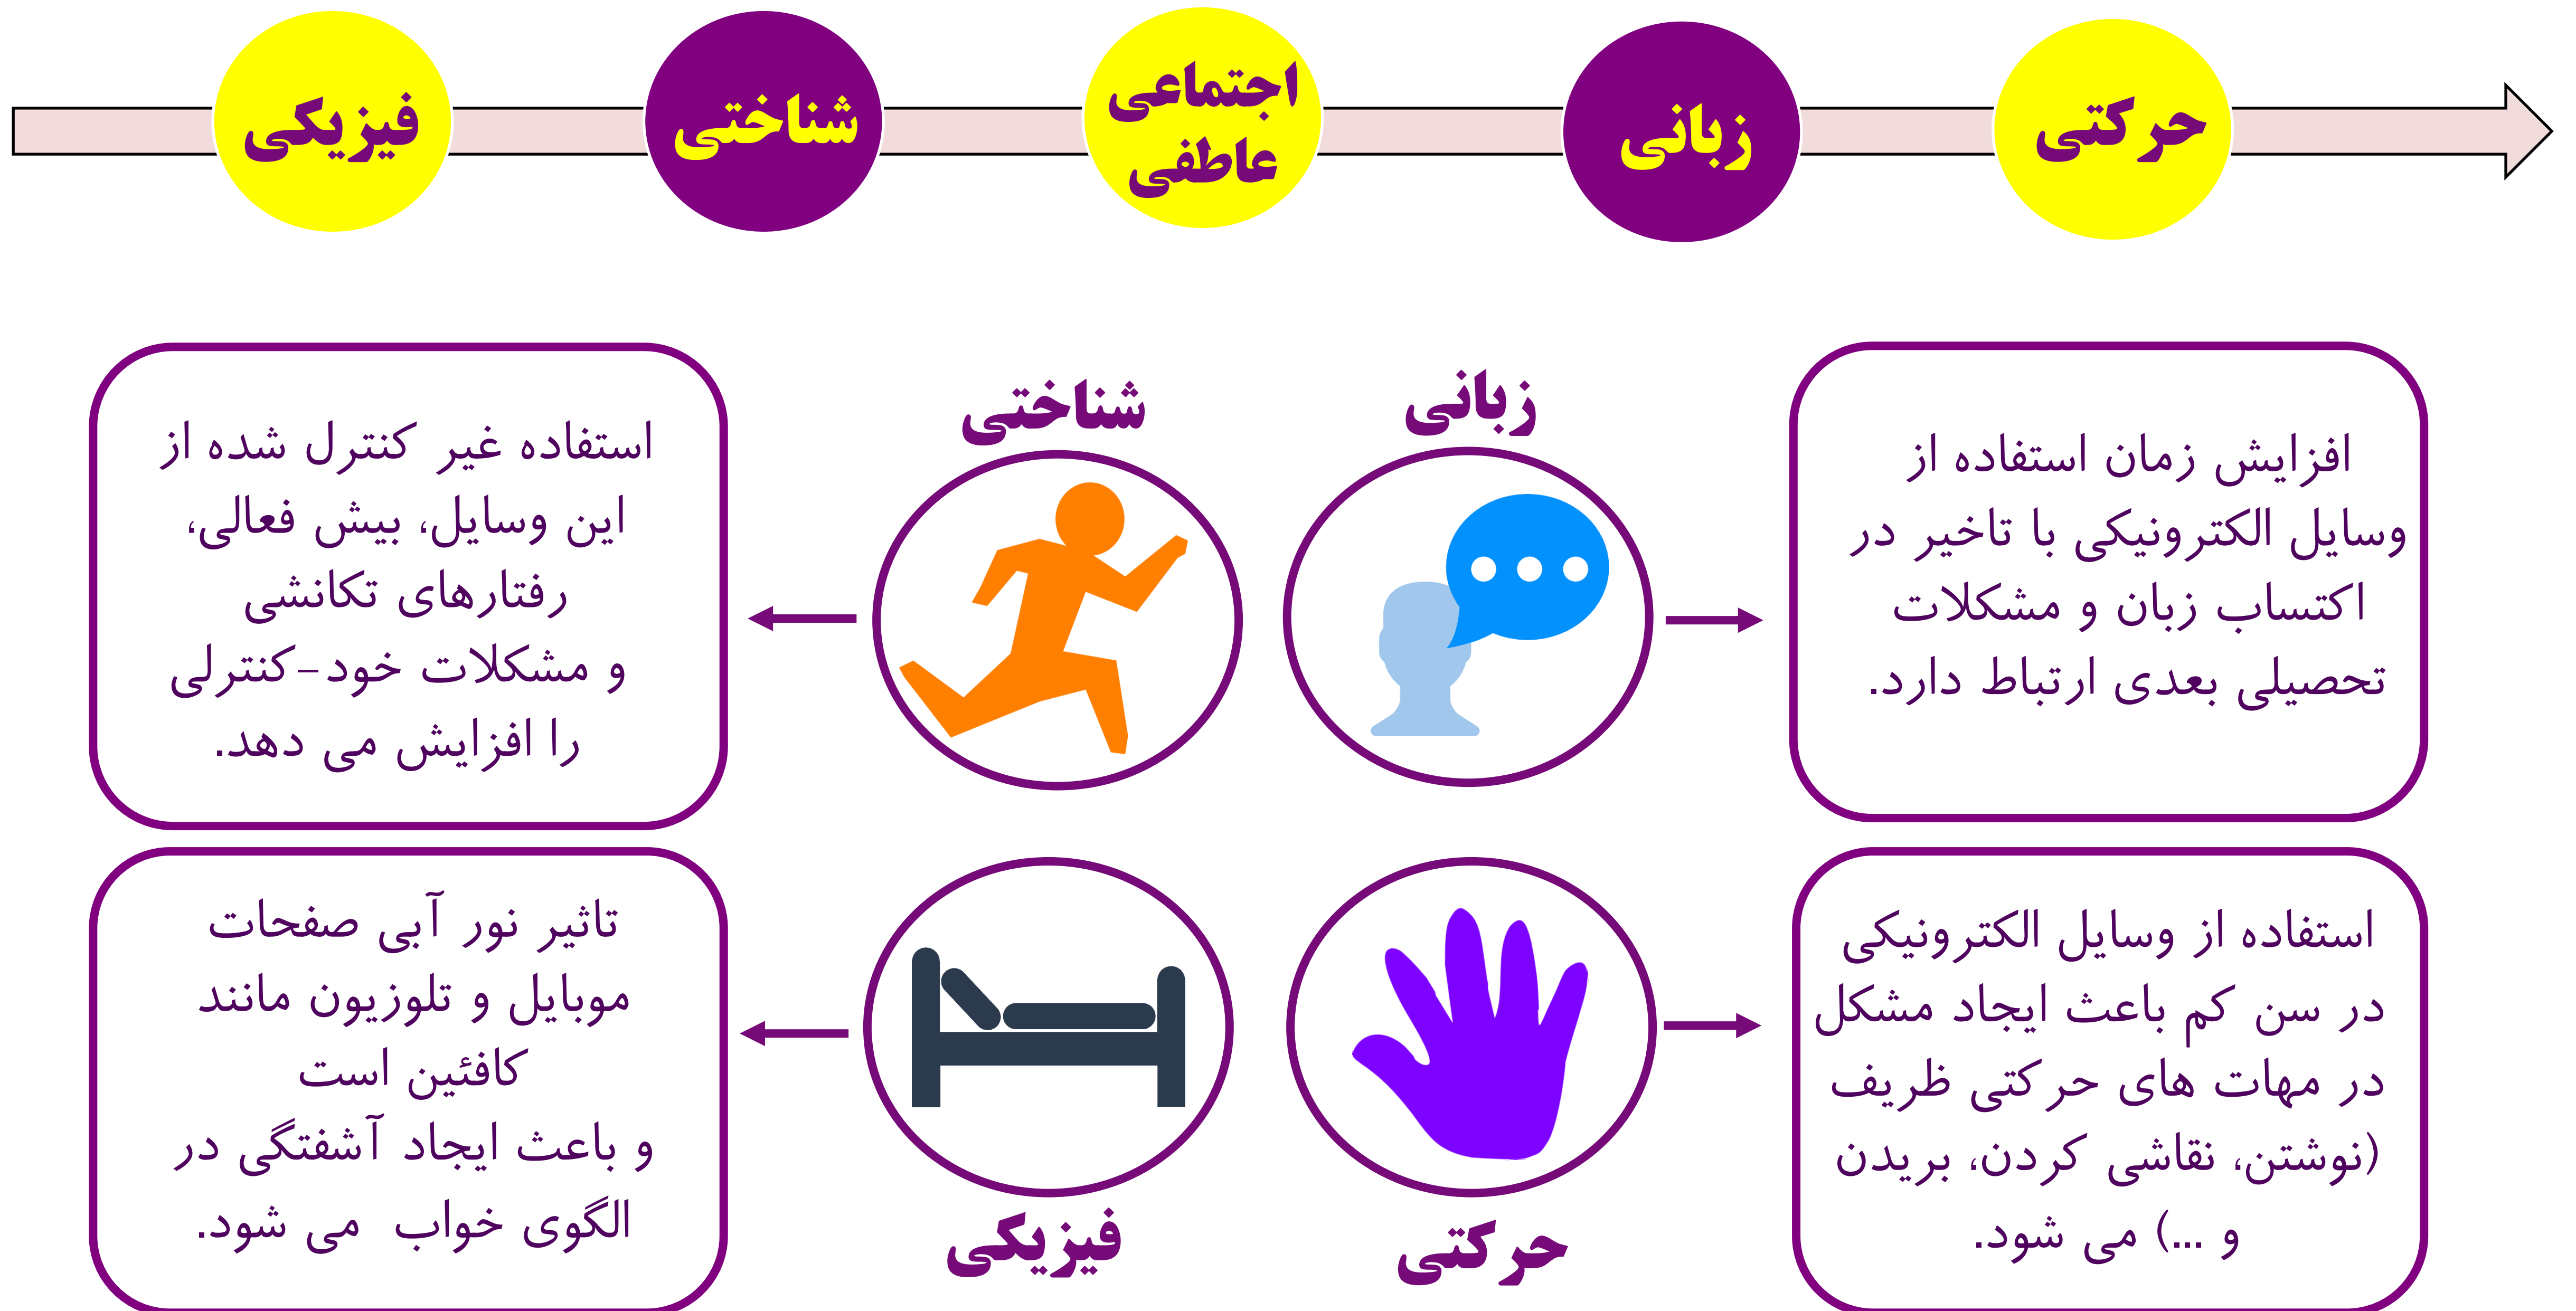 حرکتی
زبانی
اجتماعی
عاطفی
شناختی
فیزیکی
زبانی
افزایش زمان استفاده از
وسایل الکترونیکی با تاخیر در
اکتساب زبان و مشکلات
تحصیلی بعدی ارتباط دارد.
شناختی
استفاده غیر کنترل شده از
این وسایل، بیش فعالی،
رفتارهای تکانشی
و مشکلات خود-کنترلی
را افزایش می دهد.
حرکتی
استفاده از وسایل الکترونیکی
در سن کم باعث ایجاد مشکل
در مهات های حرکتی ظریف
(نوشتن، نقاشی کردن، بریدن
و ...) می شود.
فیزیکی
تاثیر نور آبی صفحات
موبایل و تلوزیون مانند
کافئین است
و باعث ایجاد آشفتگی در
الگوی خواب می شود.